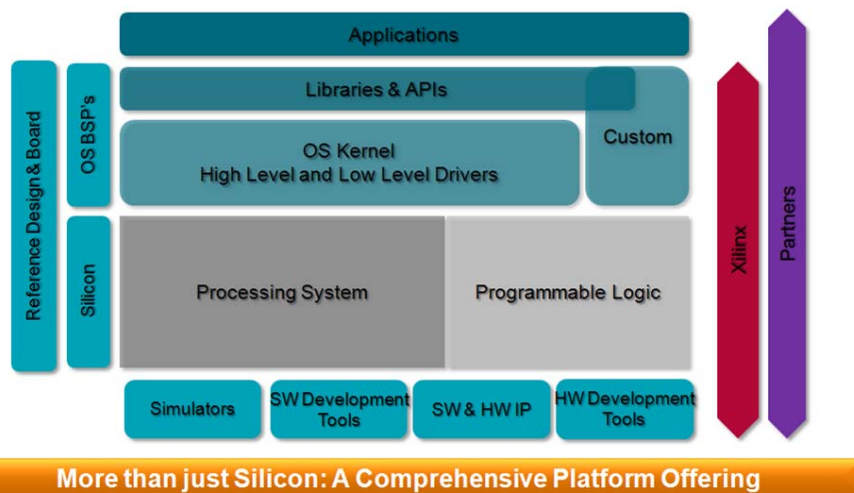 Applications
Reference Design & Board
OS BSP's
Libraries & APIs
Custom
OS Kernel
High Level and Low Level Drivers
Silicon
Processing System
Programmable Logic
Xilinx
Partners
Simulators
SW Development
Tools
SW & HW IP
HW Development
Tools
More than just Silicon: A Comprehensive Platform Offering